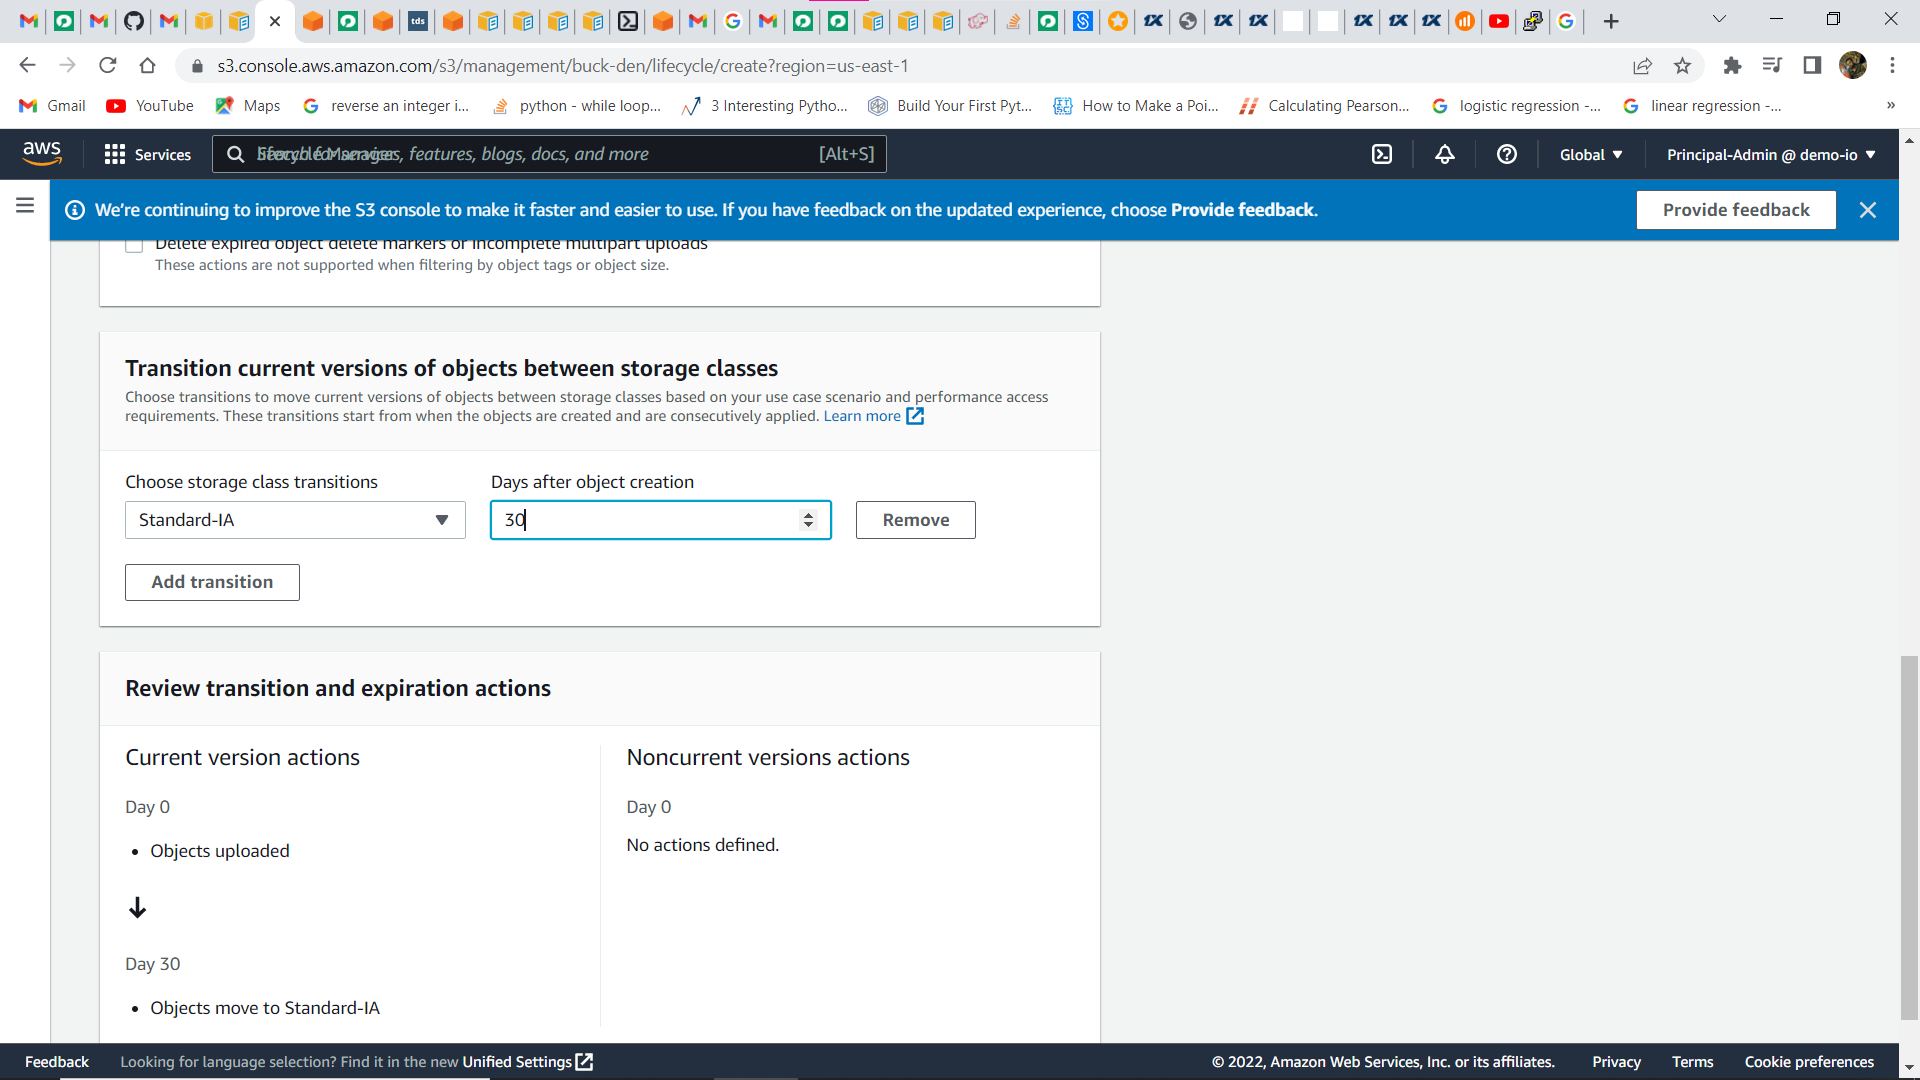 tds
s3.console.aws.amazon.com/s3/management/buck-den/lifecycle/create?region=us-east-1
Gmail
YouTube
Maps
reverse an integer i...
python - while loop...
3 Interesting Pytho...
Build Your First Pyt...
How to Make a Poi...
Calculating Pearson...
logistic regression -...
linear regression -...
»
aws
Services
features, blogs, docs, and more
[Alt+S]
Global
Principal-Admin @ demo-io
We're continuing to improve the S3 console to make it faster and easier to use. If you have feedback on the updated experience, choose Provide feedback.
Provide feedback
Delete expired object delete markers or incomplete multipart uploads
These actions are not supported when filtering by object tags or object size.
Transition current versions of objects between storage classes
Choose transitions to move current versions of objects between storage classes based on your use case scenario and performance access
requirements. These transitions start from when the objects are created and are consecutively applied. Learn more
Choose storage class transitions
Days after object creation
Standard-IA
30
Remove
Add transition
Review transition and expiration actions
Current version actions
Day 0
• Objects uploaded
Day 30
• Objects move to Standard-IA
Noncurrent versions actions
Day 0
No actions defined.
Feedback
Looking for language selection? Find it in the new Unified Settings
© 2022, Amazon Web Services, Inc. or its affiliates.
Privacy
Terms
Cookie preferences